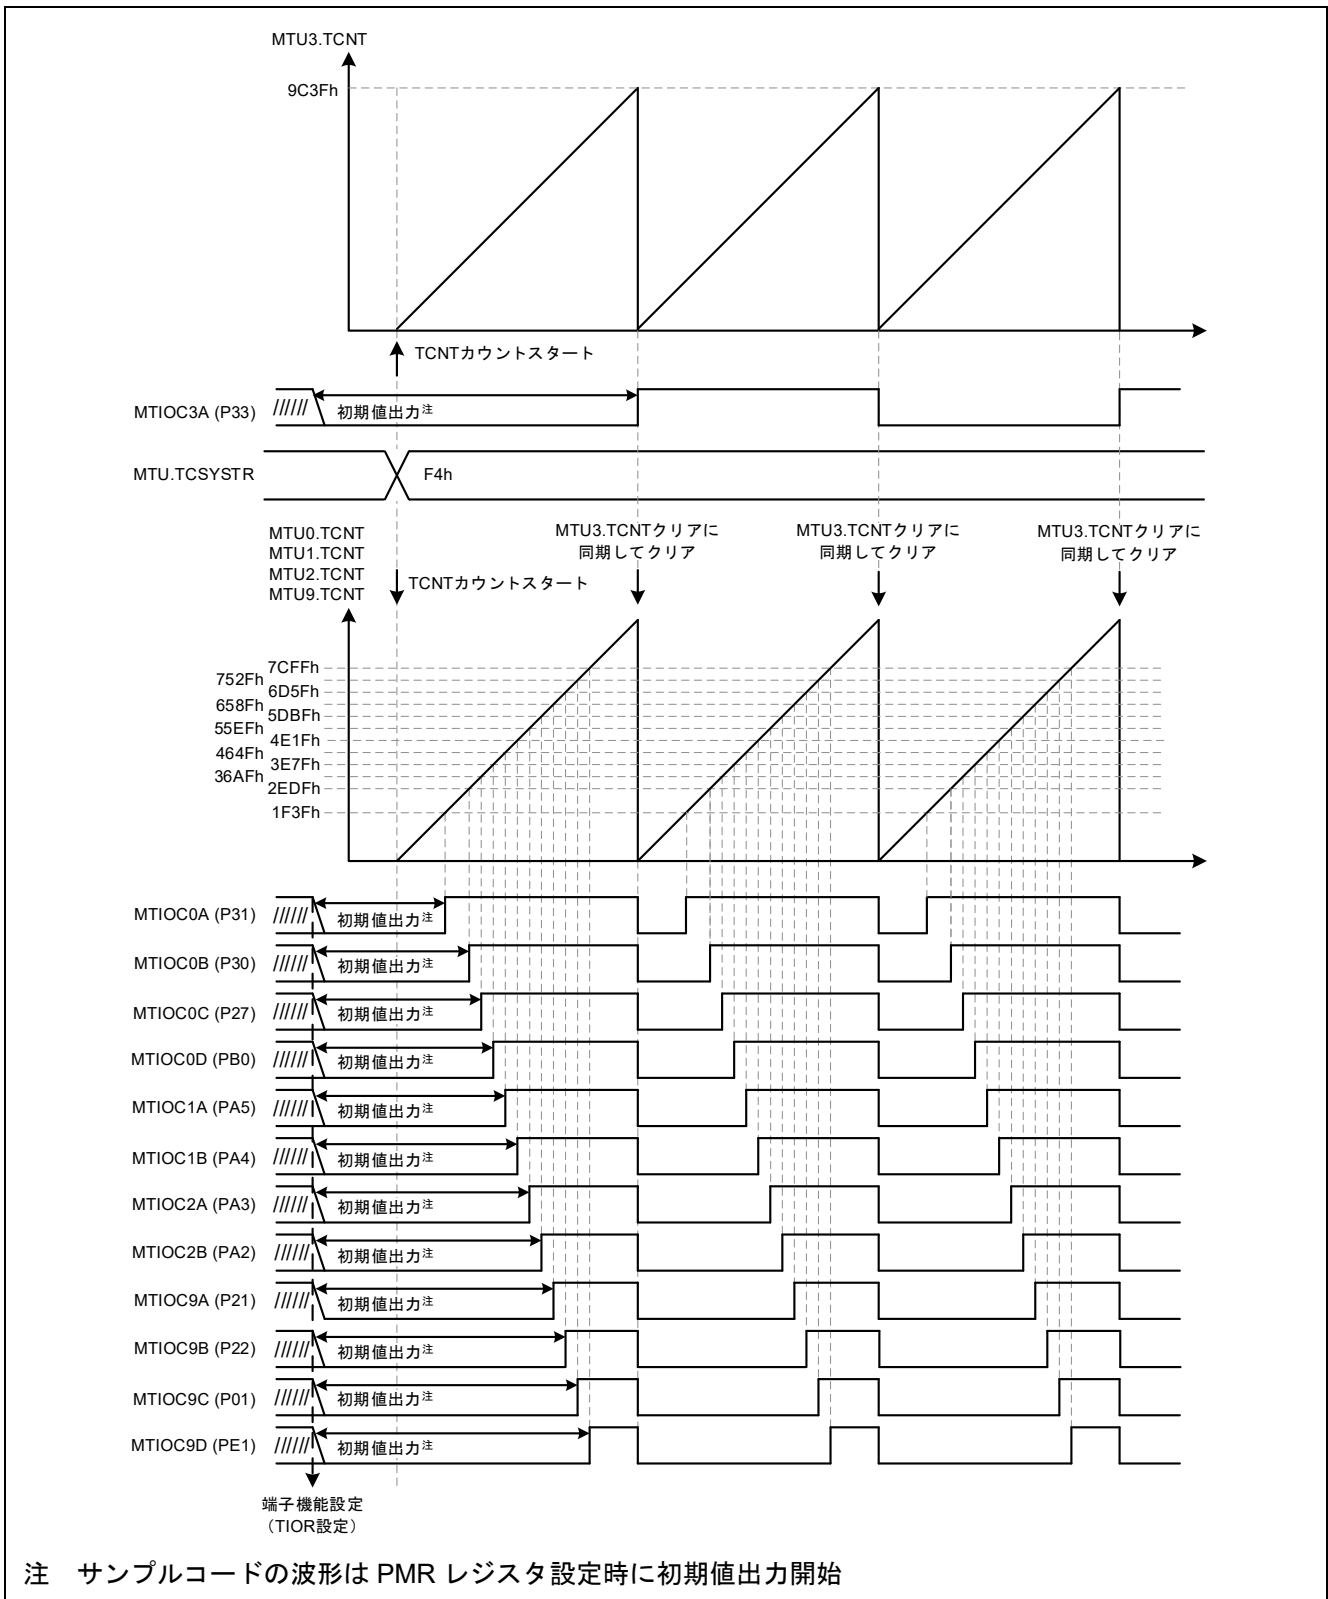 MTU3.TCNT
9C3Fh
TCNTカウントスタート
MTIOC3A (P33)
//////
初期値出力注
MTU.TCSYSTR
F4h
MTU0.TCNT
MTU1.TCNT
MTU2.TCNT
MTU9.TCNT
TCNTカウントスタート
MTU3.TCNTクリアに
同期してクリア
MTU3.TCNTクリアに
同期してクリア
MTU3.TCNTクリアに
同期してクリア
7CFFh
752Fh
6D5Fh
658Fh
5DBFh
55EFh
4E1Fh
464Fh
3E7Fh
36AFh
2EDFh
1F3Fh
MTIOC0A (P31)
//////
初期値出力注
MTIOC0B (P30)
//////
初期値出力注
MTIOC0C (P27)
//////
初期値出力注
MTIOC0D (PB0)
//////
初期値出力注
MTIOC1A (PA5)
//////
初期値出力注
MTIOC1B (PA4)
//////
初期値出力注
MTIOC2A (PA3)
//////
初期値出力注
MTIOC2B (PA2)
//////
初期値出力注
MTIOC9A (P21)
//////
初期値出力注
MTIOC9B (P22)
//////
初期値出力注
MTIOC9C (P01)
//////
初期値出力注
MTIOC9D (PE1)
//////
初期値出力注
端子機能設定
（TIOR設定）
注　サンプルコードの波形は PMR レジスタ設定時に初期値出力開始